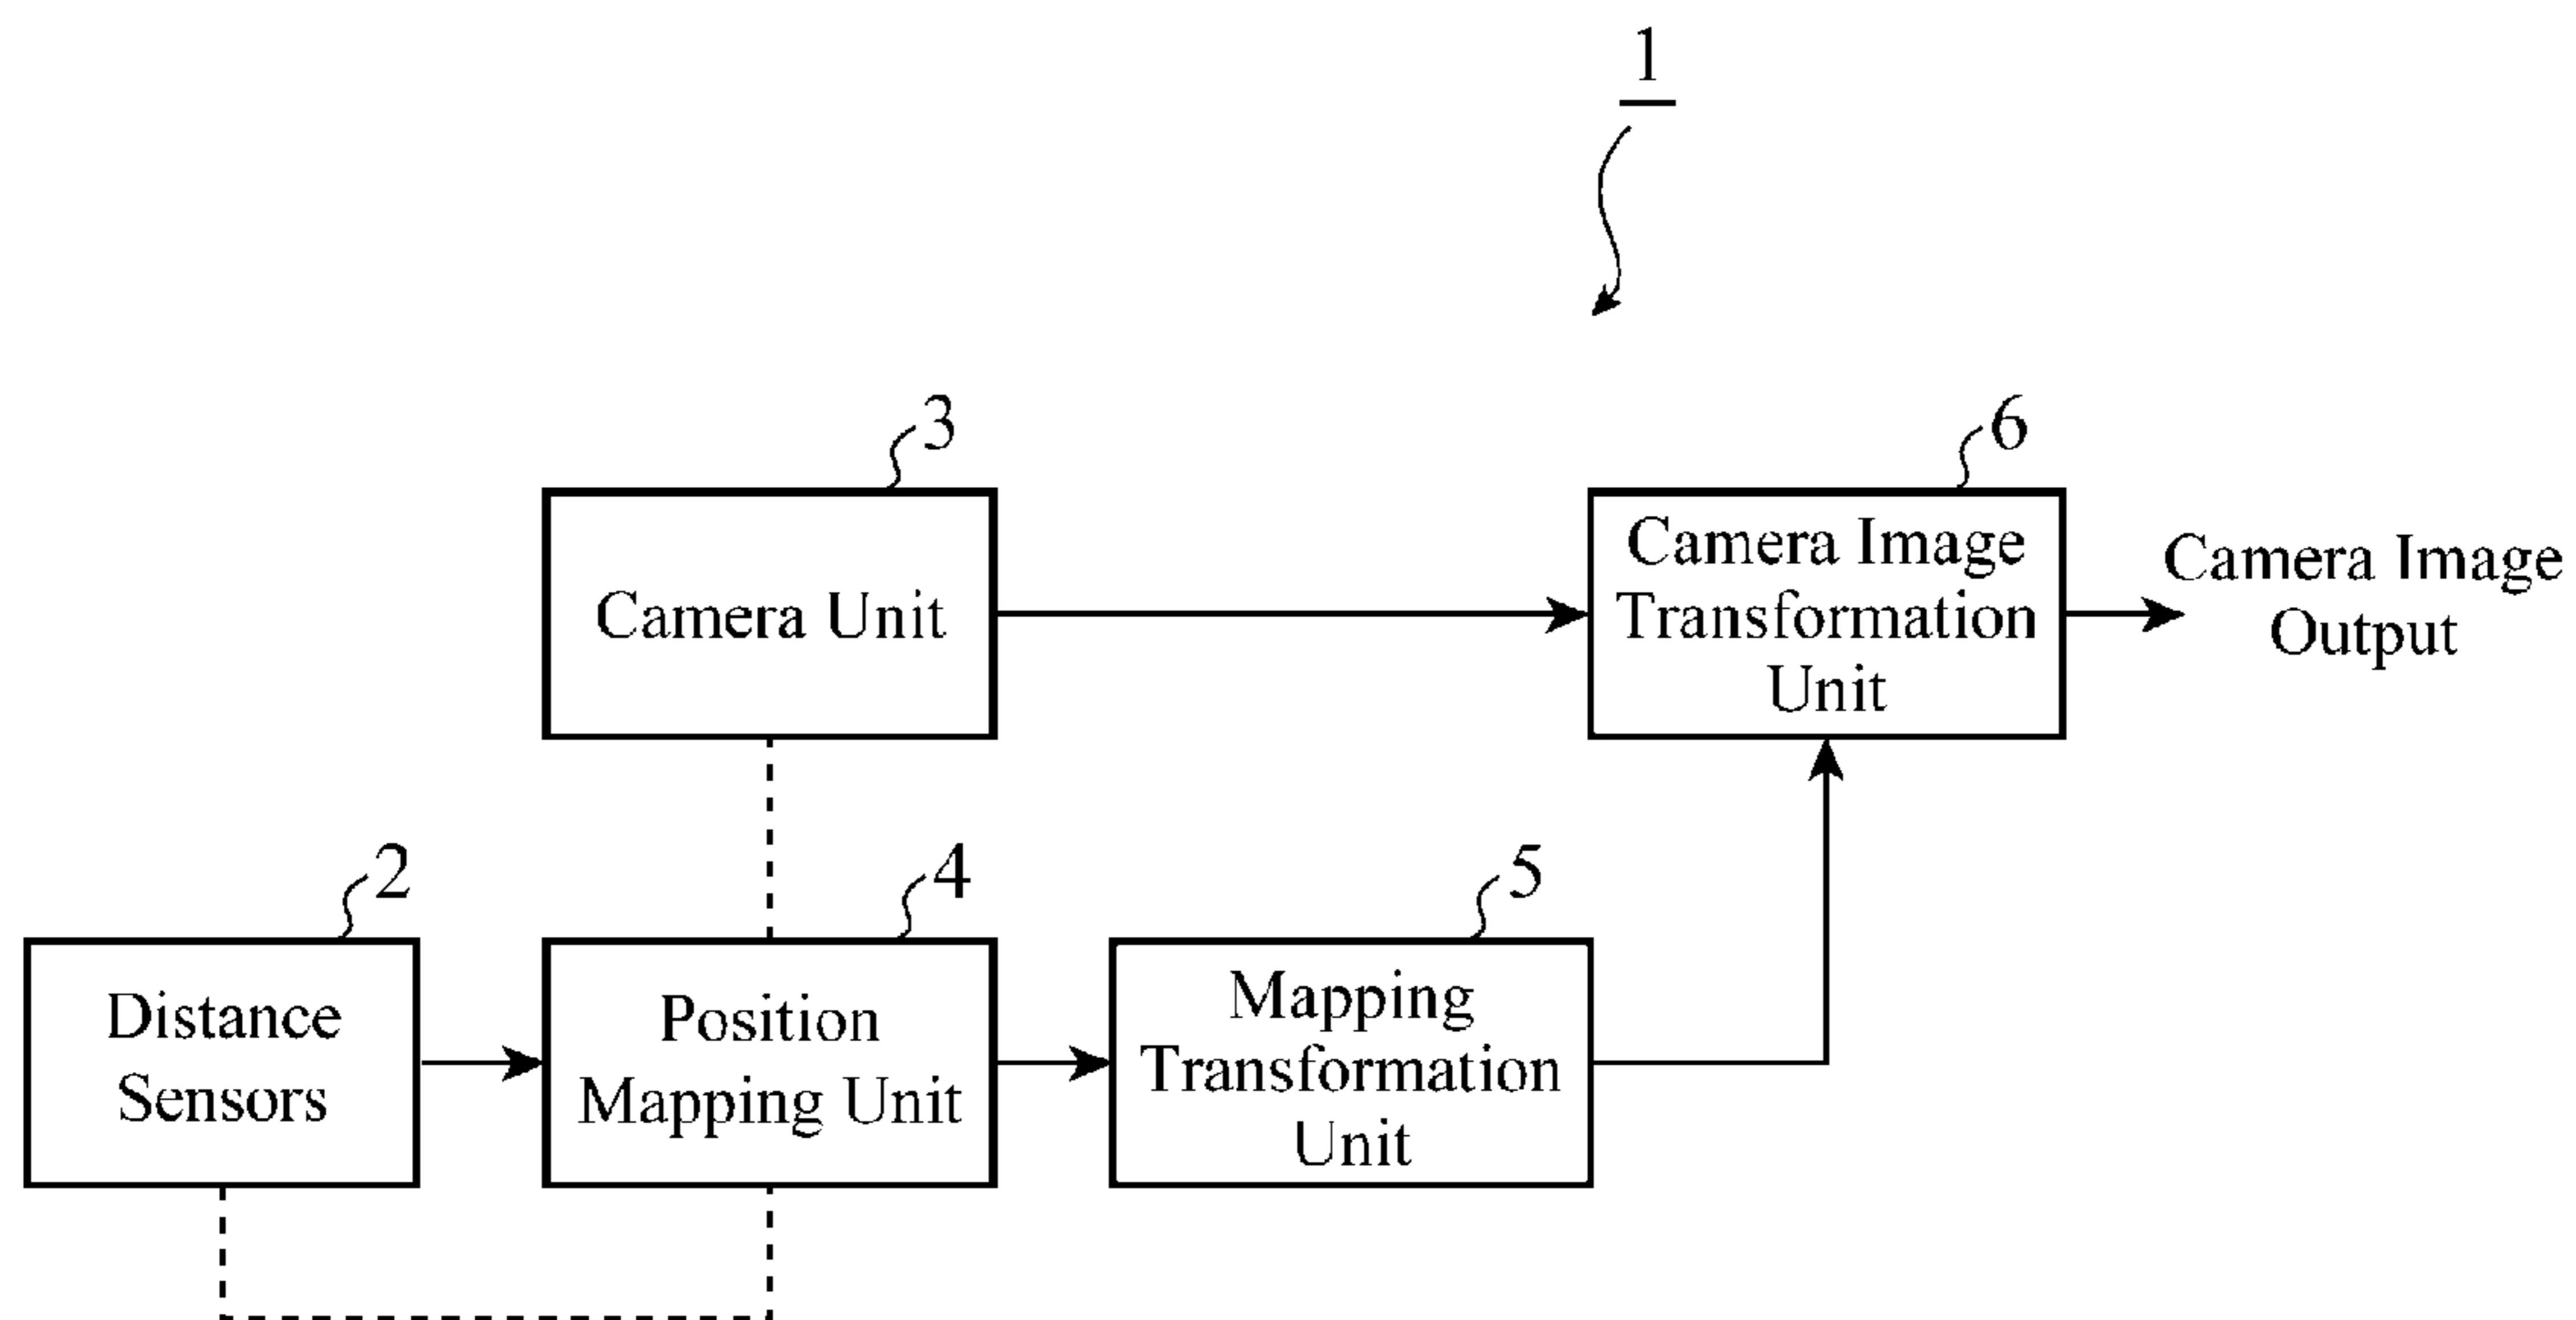 1
3
6
Camera Unit
Camera Image
Transformation
Unit
Camera Image
Output
2
4
5
Distance
Sensors
Position
Mapping Unit
Mapping
Transformation
Unit